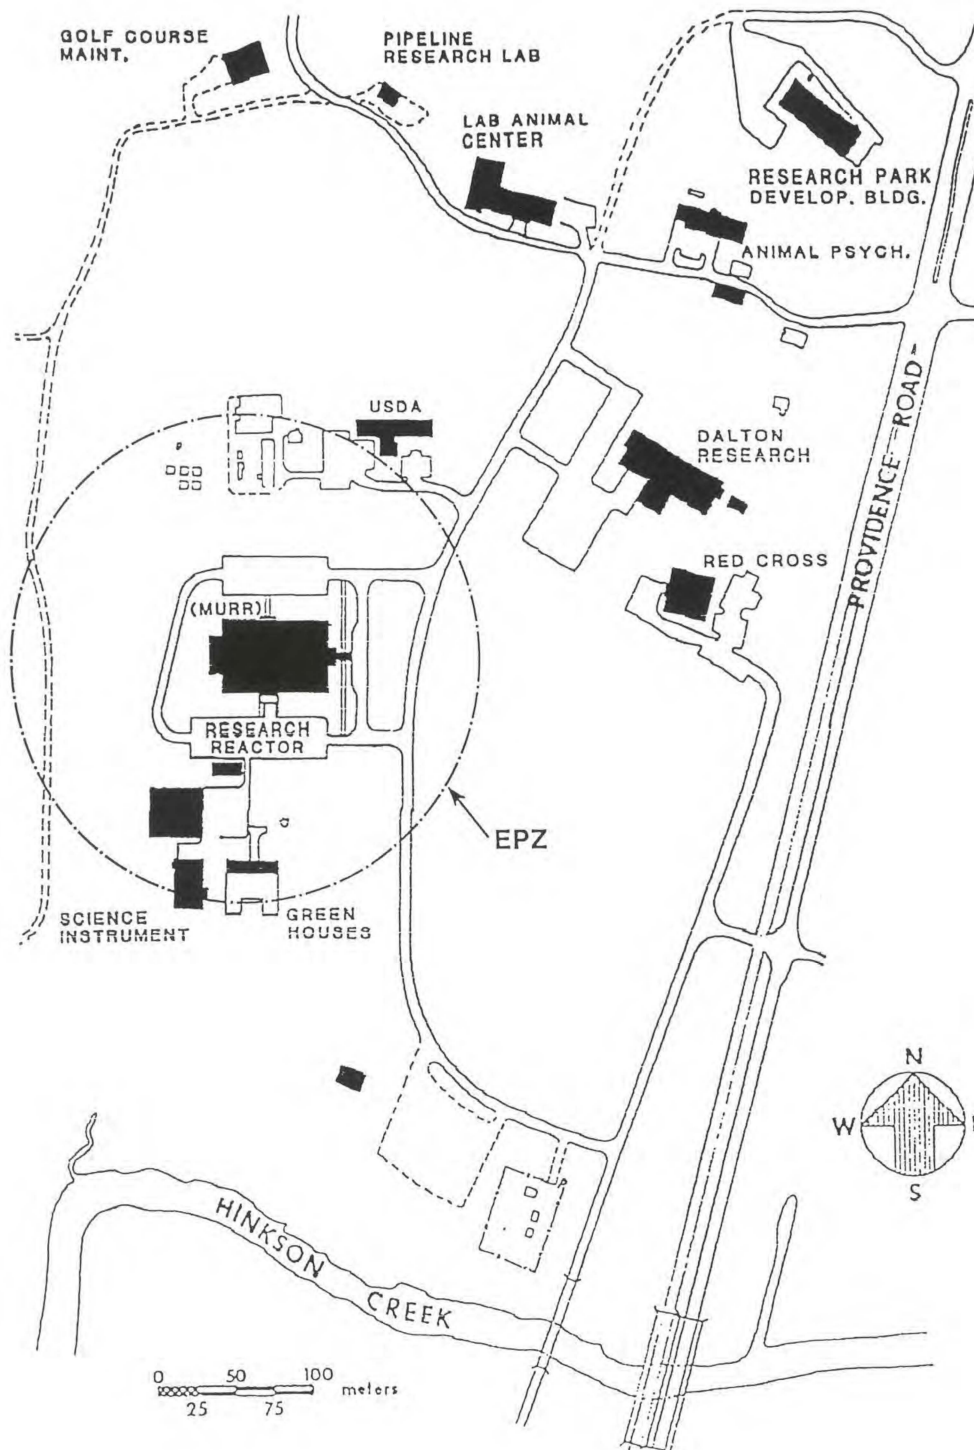 GOLF COURSE
MAINT.
PIPELINE
RESEARCH LAB
LAB ANIMAL
CENTER
RESEARCH PARK
DEVELOP. BLDG.
ANIMAL PSYCH.
USDA
DALTON
RESEARCH
PROVIDENCE ROAD
RED CROSS
(MURR)
RESEARCH
REACTOR
EPZ
SCIENCE
INSTRUMENT
GREEN
HOUSES
N
W E
S
HINKSON
CREEK
0 50 100 meters
25 75